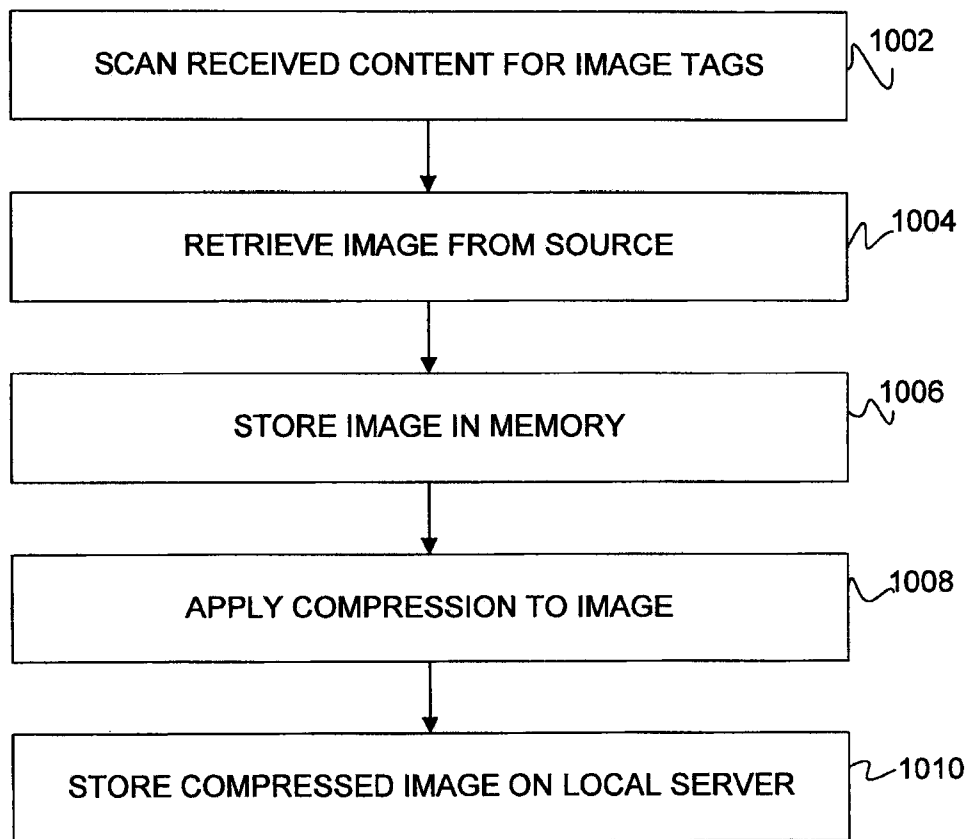 SCAN RECEIVED CONTENT FOR IMAGE TAGS
1002
RETRIEVE IMAGE FROM SOURCE
1004
STORE IMAGE IN MEMORY
1006
APPLY COMPRESSION TO IMAGE
1008
STORE COMPRESSED IMAGE ON LOCAL SERVER
1010